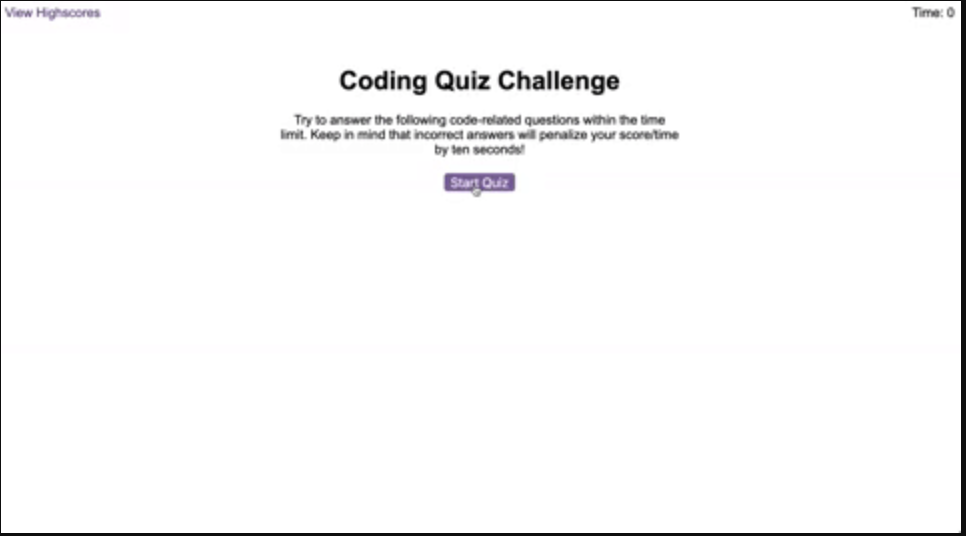 View Highscores
Time: 0
Coding Quiz Challenge
Try to answer the following code-related questions within the time
limit. Keep in mind that incorrect answers will penalize your score/time
by ten seconds!
Start Quiz